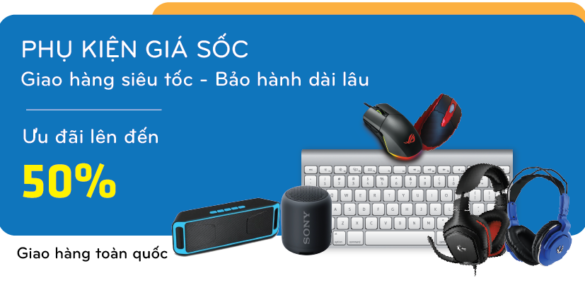 PHỤ KIỆN GIÁ SỐC
Giao hàng siêu tốc - Bảo hành dài lâu
Ưu đãi lên đến
50%
SONY
Giao hàng toàn quốc